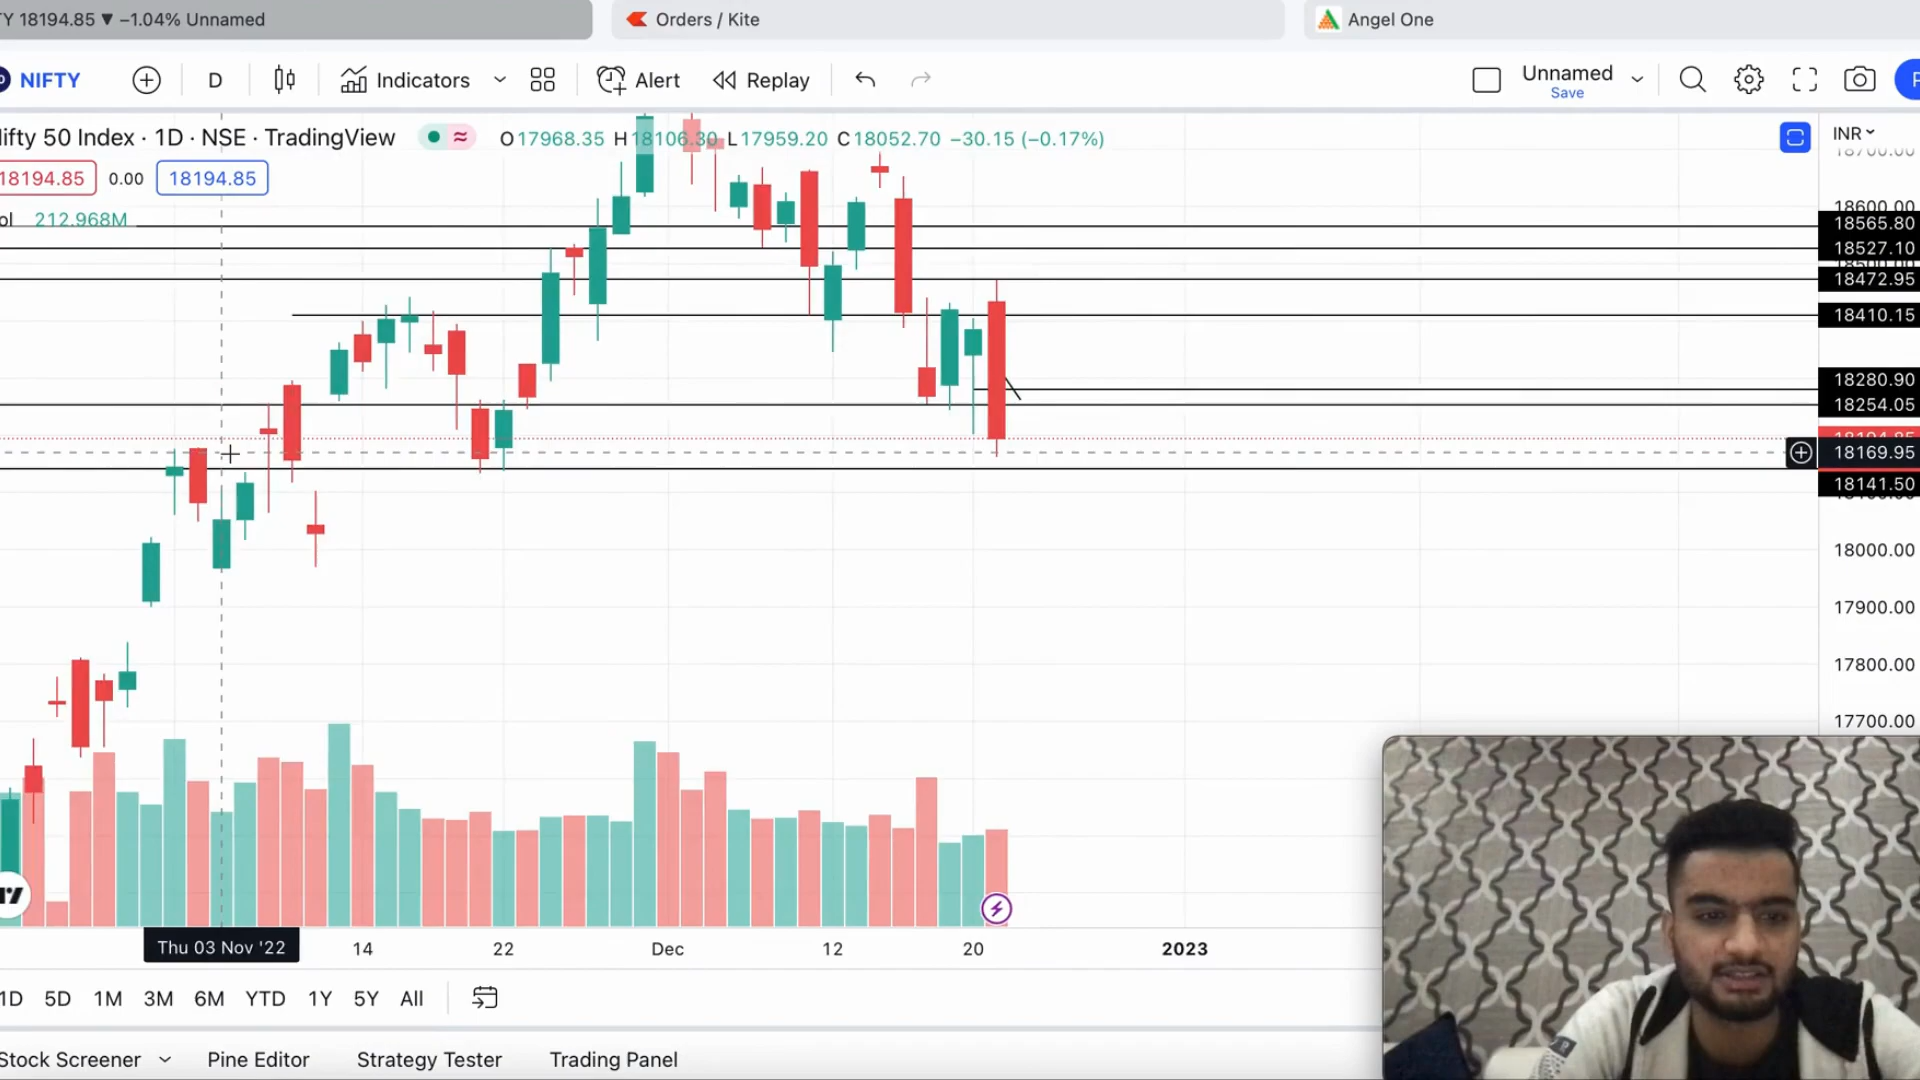 TY 18194.85 ▼ −1.04% Unnamed
Orders / Kite
Angel One
NIFTY
D
Indicators
Alert
Replay
Unnamed
Save
ifty 50 Index · 1D · NSE · TradingView
O17968.35 H18106.30 L17959.20 C18052.70 −30.15 (−0.17%)
INR
18194.85
0.00
18194.85
ol 212.968M
18700.00
18600.00
18565.80
18527.10
18472.95
18410.15
18280.90
18254.05
18194.85
18169.95
18141.50
18000.00
17900.00
17800.00
17700.00
Thu 03 Nov '22
14
22
Dec
12
20
2023
1D
5D
1M
3M
6M
YTD
1Y
5Y
All
Stock Screener
Pine Editor
Strategy Tester
Trading Panel